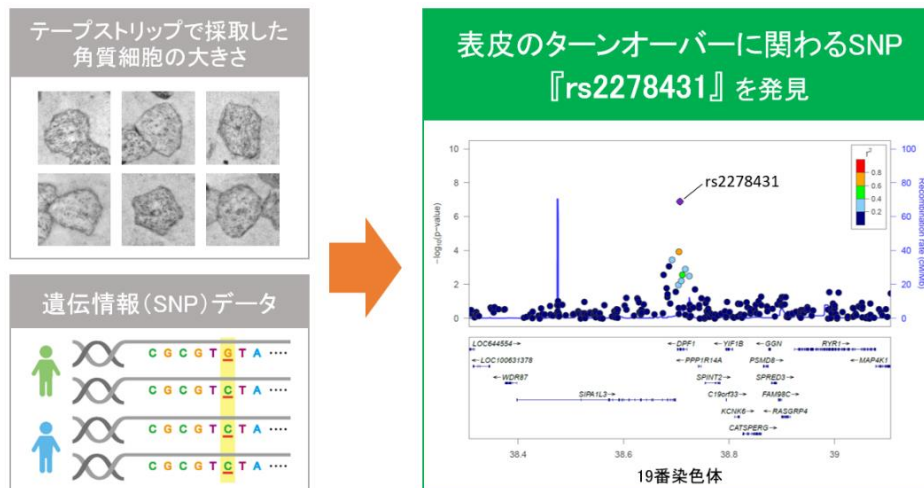 テープストリップで採取した
角質細胞の大きさ
遺伝情報(SNP)データ
C G C G T G T A ････
C G C G T C T A ････
C G C G T C T A ････
C G C G T C T A ････
表皮のターンオーバーに関わるSNP
『rs2278431』を発見
10
8
6
4
2
0
−log10(p−value)
rs2278431
r2
0.8
0.6
0.4
0.2
100
80
60
40
20
0
Recombination rate (cM/Mb)
LOC644554→
←DPF1
YIF1B→
←GGN
RYR1→
←LOC100631378
←PPP1R14A
PSMD8→
MAP4K1→
←WDR87
SPINT2→
SPRED3→
SIPA1L3→
C19orf33→
FAM98C→
KCNK6→
←RASGRP4
CATSPERG→
38.4
38.6
38.8
39
19番染色体